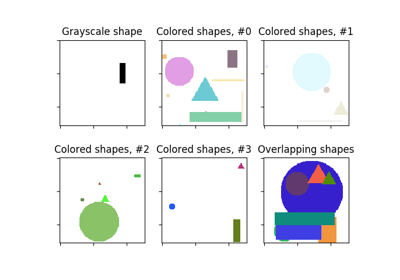 Grayscale shape
Colored shapes, #0
Colored shapes, #1
Colored shapes, #2
Colored shapes, #3
Overlapping shapes